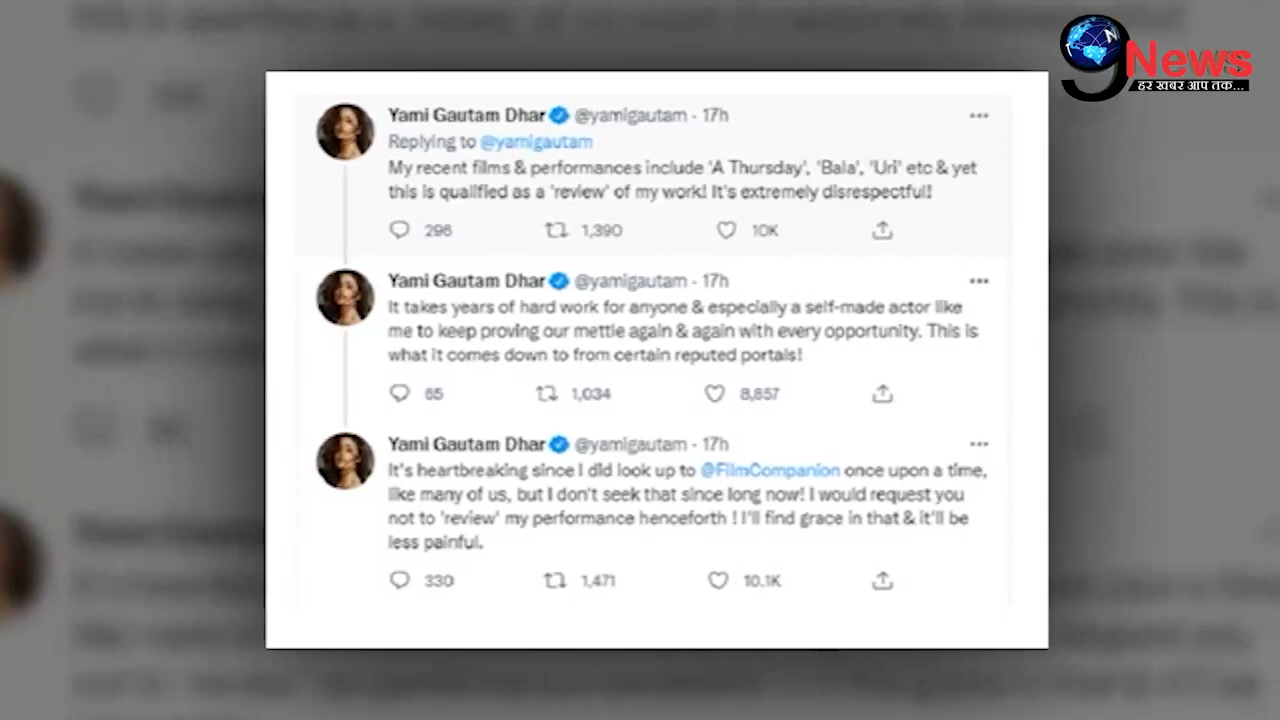 9 News
हर खबर आप तक...
Yami Gautam Dhar @yamigautam · 17h
Replying to @yamigautam
My recent films & performances include 'A Thursday', 'Bala', 'Uri' etc & yet
this is qualified as a 'review' of my work! It's extremely disrespectful!
296 1,390 10K
Yami Gautam Dhar @yamigautam · 17h
It takes years of hard work for anyone & especially a self-made actor like
me to keep proving our mettle again & again with every opportunity. This is
what it comes down to from certain reputed portals!
65 1,034 8,857
Yami Gautam Dhar @yamigautam · 17h
It's heartbreaking since I did look up to @FilmCompanion once upon a time,
like many of us, but I don't seek that since long now! I would request you
not to 'review' my performance henceforth ! I'll find grace in that & it'll be
less painful.
330 1,471 10.1K